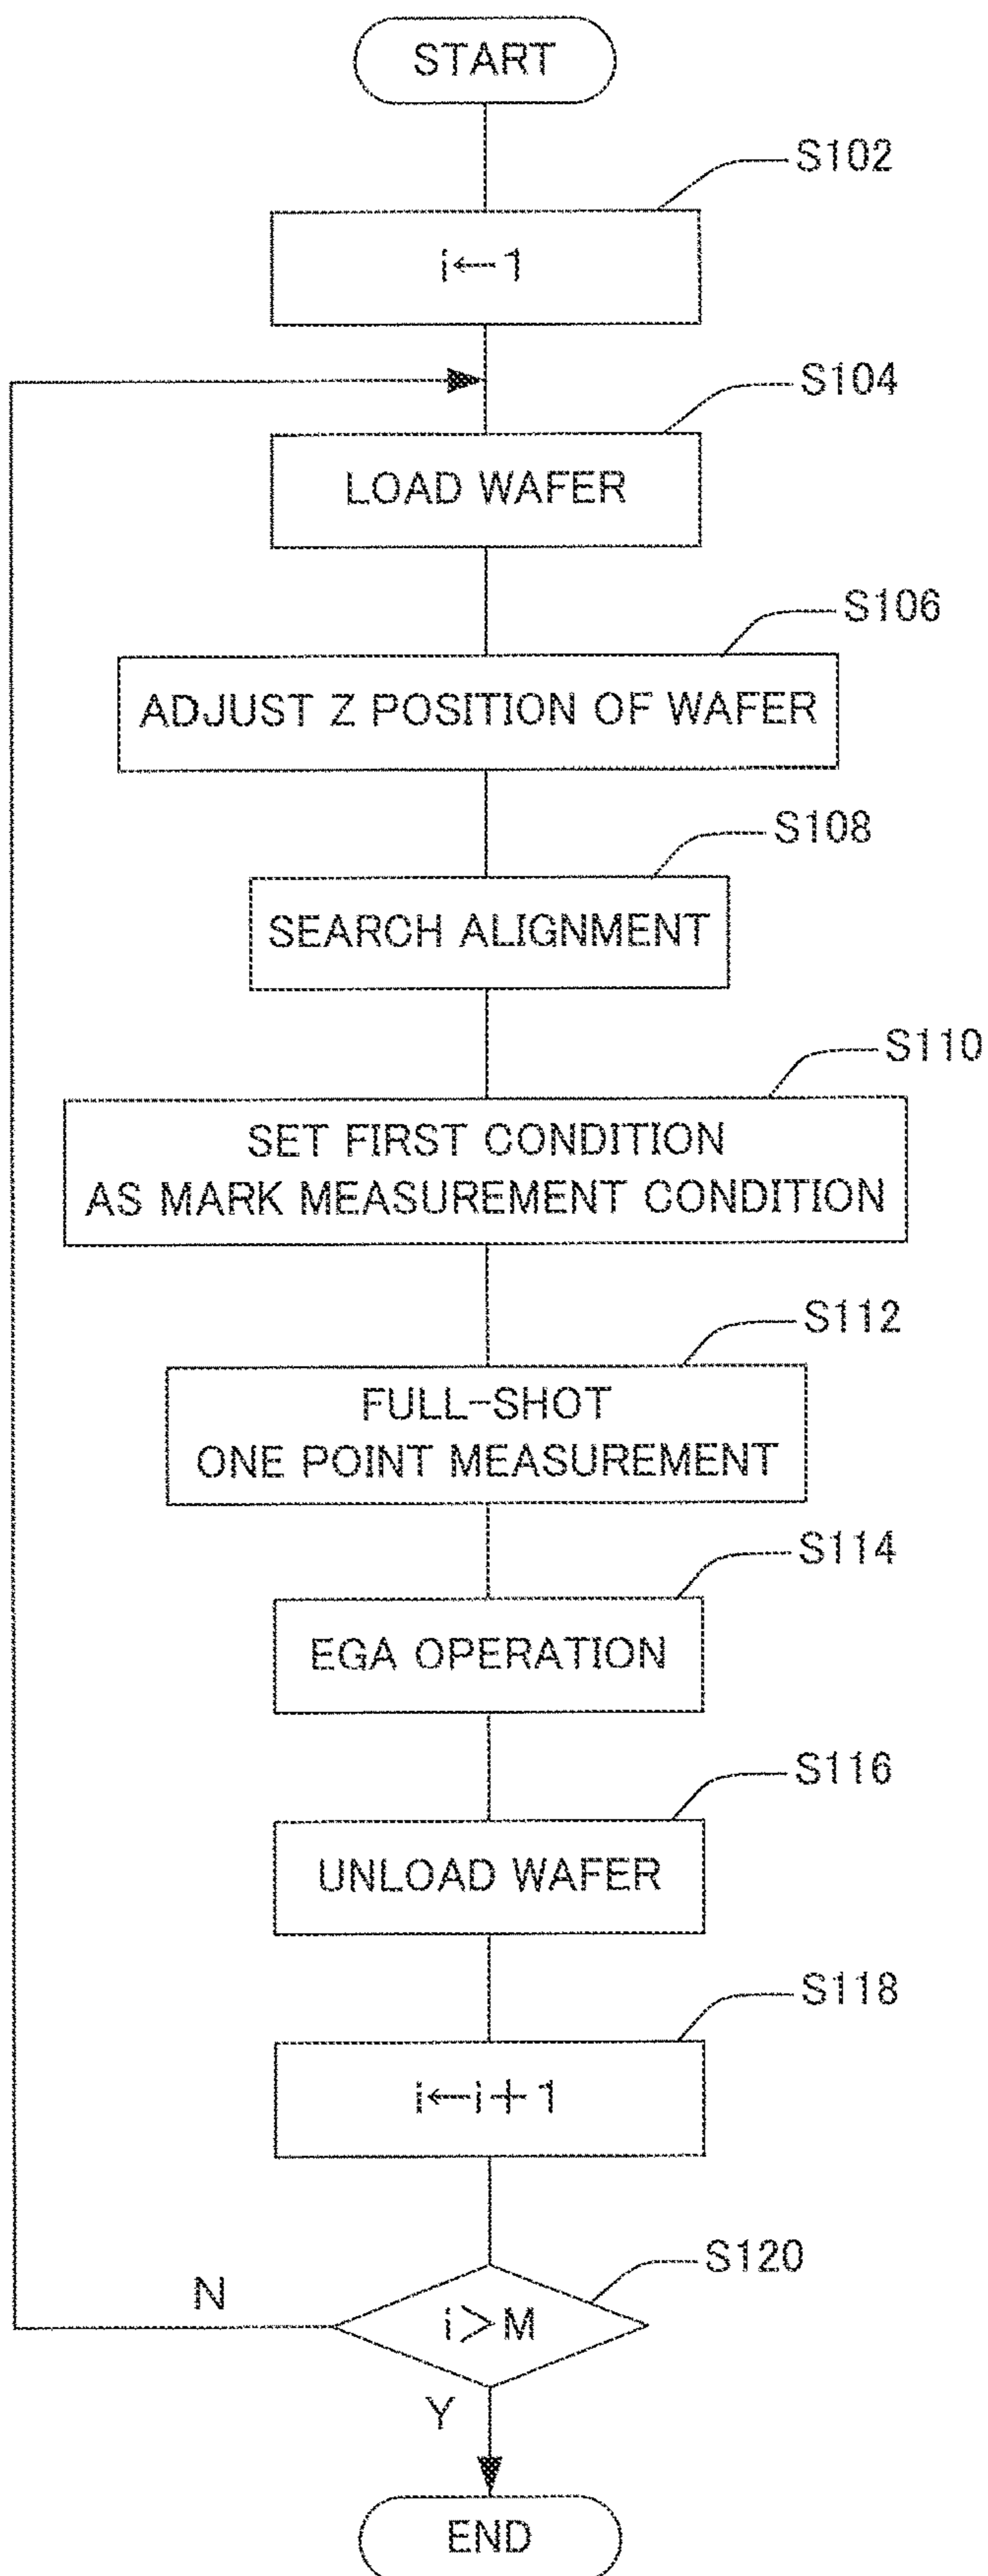 START
S102
i←1
S104
LOAD WAFER
S106
ADJUST Z POSITION OF WAFER
S108
SEARCH ALIGNMENT
S110
SET FIRST CONDITION
AS MARK MEASUREMENT CONDITION
S112
FULL-SHOT
ONE POINT MEASUREMENT
S114
EGA OPERATION
S116
UNLOAD WAFER
S118
i←i+1
S120
N
i>M
Y
END